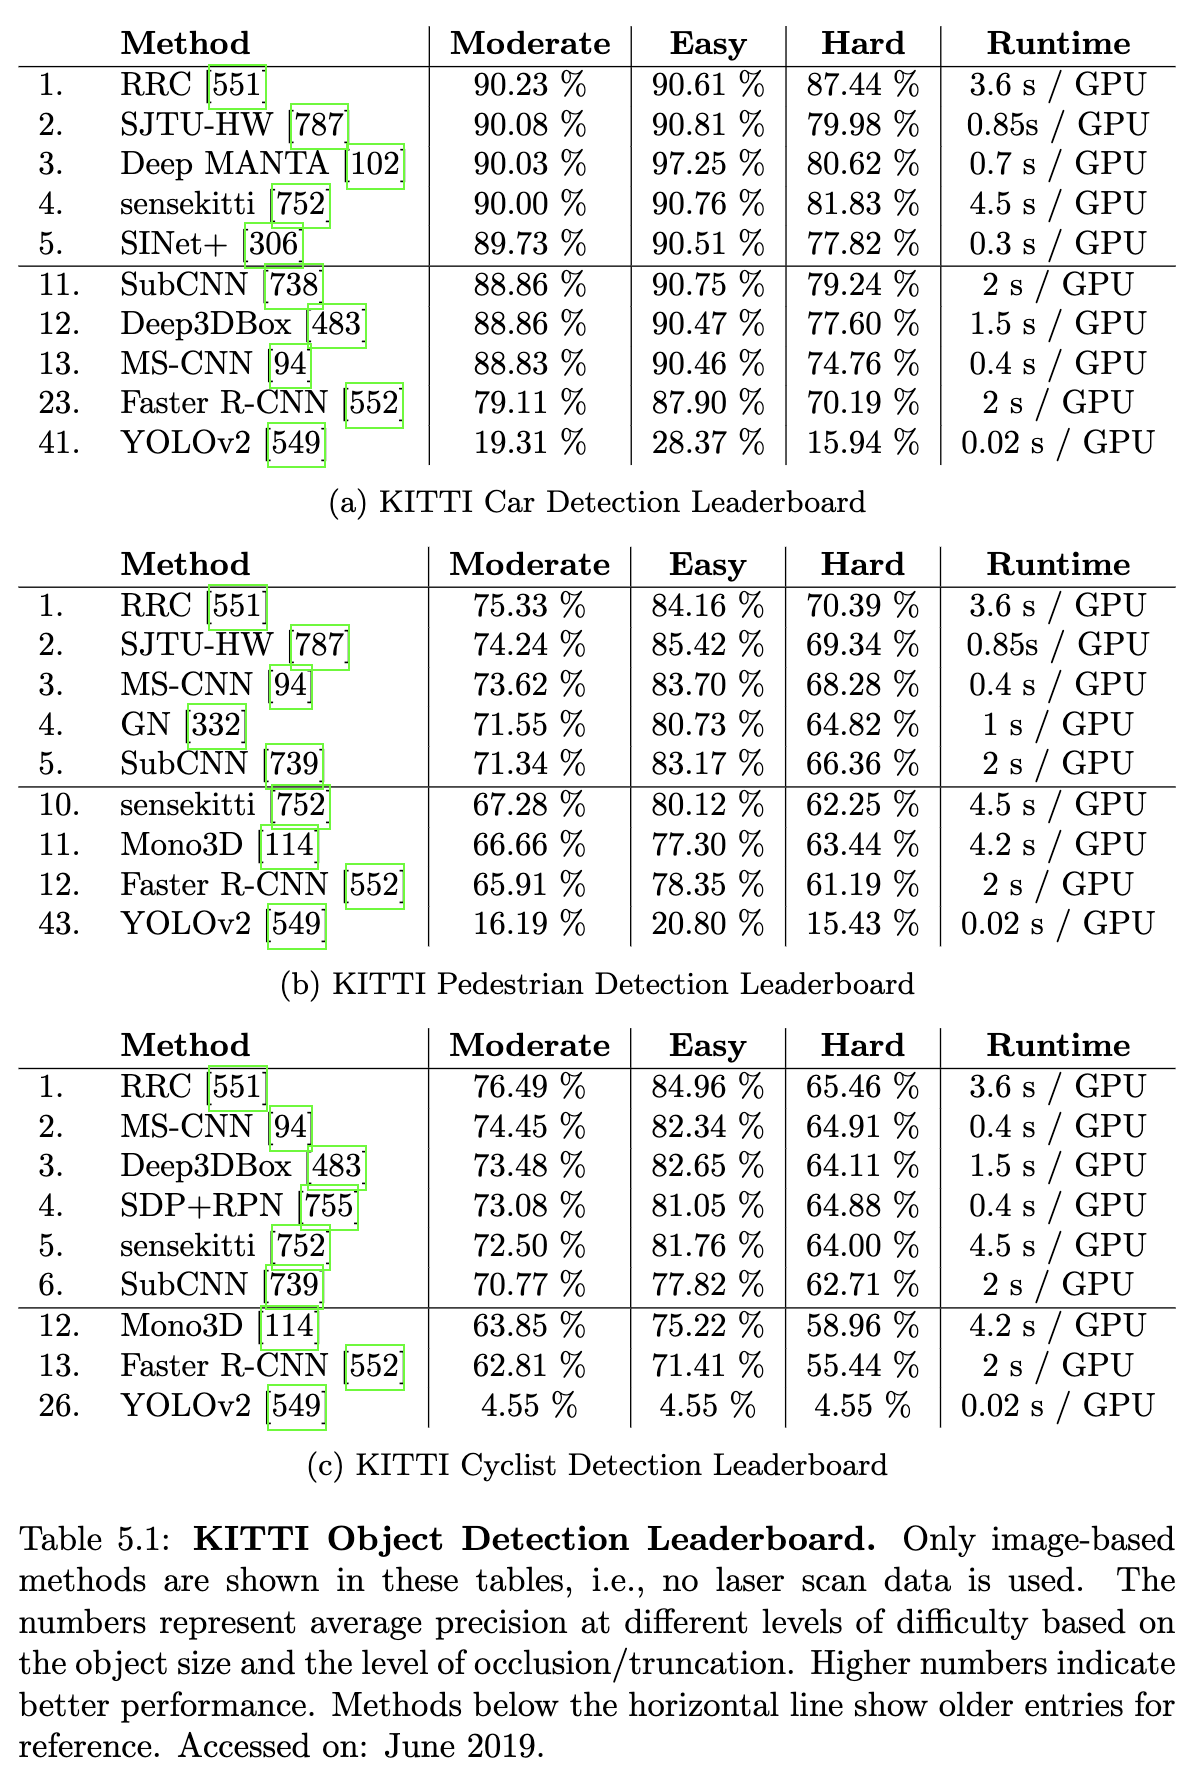 Method Moderate Easy Hard Runtime
1. RRC [551] 90.23 % 90.61 % 87.44 % 3.6 s / GPU
2. SJTU-HW [787] 90.08 % 90.81 % 79.98 % 0.85s / GPU
3. Deep MANTA [102] 90.03 % 97.25 % 80.62 % 0.7 s / GPU
4. sensekitti [752] 90.00 % 90.76 % 81.83 % 4.5 s / GPU
5. SINet+ [306] 89.73 % 90.51 % 77.82 % 0.3 s / GPU
11. SubCNN [738] 88.86 % 90.75 % 79.24 % 2 s / GPU
12. Deep3DBox [483] 88.86 % 90.47 % 77.60 % 1.5 s / GPU
13. MS-CNN [94] 88.83 % 90.46 % 74.76 % 0.4 s / GPU
23. Faster R-CNN [552] 79.11 % 87.90 % 70.19 % 2 s / GPU
41. YOLOv2 [549] 19.31 % 28.37 % 15.94 % 0.02 s / GPU
(a) KITTI Car Detection Leaderboard
Method Moderate Easy Hard Runtime
1. RRC [551] 75.33 % 84.16 % 70.39 % 3.6 s / GPU
2. SJTU-HW [787] 74.24 % 85.42 % 69.34 % 0.85s / GPU
3. MS-CNN [94] 73.62 % 83.70 % 68.28 % 0.4 s / GPU
4. GN [332] 71.55 % 80.73 % 64.82 % 1 s / GPU
5. SubCNN [739] 71.34 % 83.17 % 66.36 % 2 s / GPU
10. sensekitti [752] 67.28 % 80.12 % 62.25 % 4.5 s / GPU
11. Mono3D [114] 66.66 % 77.30 % 63.44 % 4.2 s / GPU
12. Faster R-CNN [552] 65.91 % 78.35 % 61.19 % 2 s / GPU
43. YOLOv2 [549] 16.19 % 20.80 % 15.43 % 0.02 s / GPU
(b) KITTI Pedestrian Detection Leaderboard
Method Moderate Easy Hard Runtime
1. RRC [551] 76.49 % 84.96 % 65.46 % 3.6 s / GPU
2. MS-CNN [94] 74.45 % 82.34 % 64.91 % 0.4 s / GPU
3. Deep3DBox [483] 73.48 % 82.65 % 64.11 % 1.5 s / GPU
4. SDP+RPN [755] 73.08 % 81.05 % 64.88 % 0.4 s / GPU
5. sensekitti [752] 72.50 % 81.76 % 64.00 % 4.5 s / GPU
6. SubCNN [739] 70.77 % 77.82 % 62.71 % 2 s / GPU
12. Mono3D [114] 63.85 % 75.22 % 58.96 % 4.2 s / GPU
13. Faster R-CNN [552] 62.81 % 71.41 % 55.44 % 2 s / GPU
26. YOLOv2 [549] 4.55 % 4.55 % 4.55 % 0.02 s / GPU
(c) KITTI Cyclist Detection Leaderboard
Table 5.1: KITTI Object Detection Leaderboard. Only image-based
methods are shown in these tables, i.e., no laser scan data is used. The
numbers represent average precision at different levels of difficulty based on
the object size and the level of occlusion/truncation. Higher numbers indicate
better performance. Methods below the horizontal line show older entries for
reference. Accessed on: June 2019.